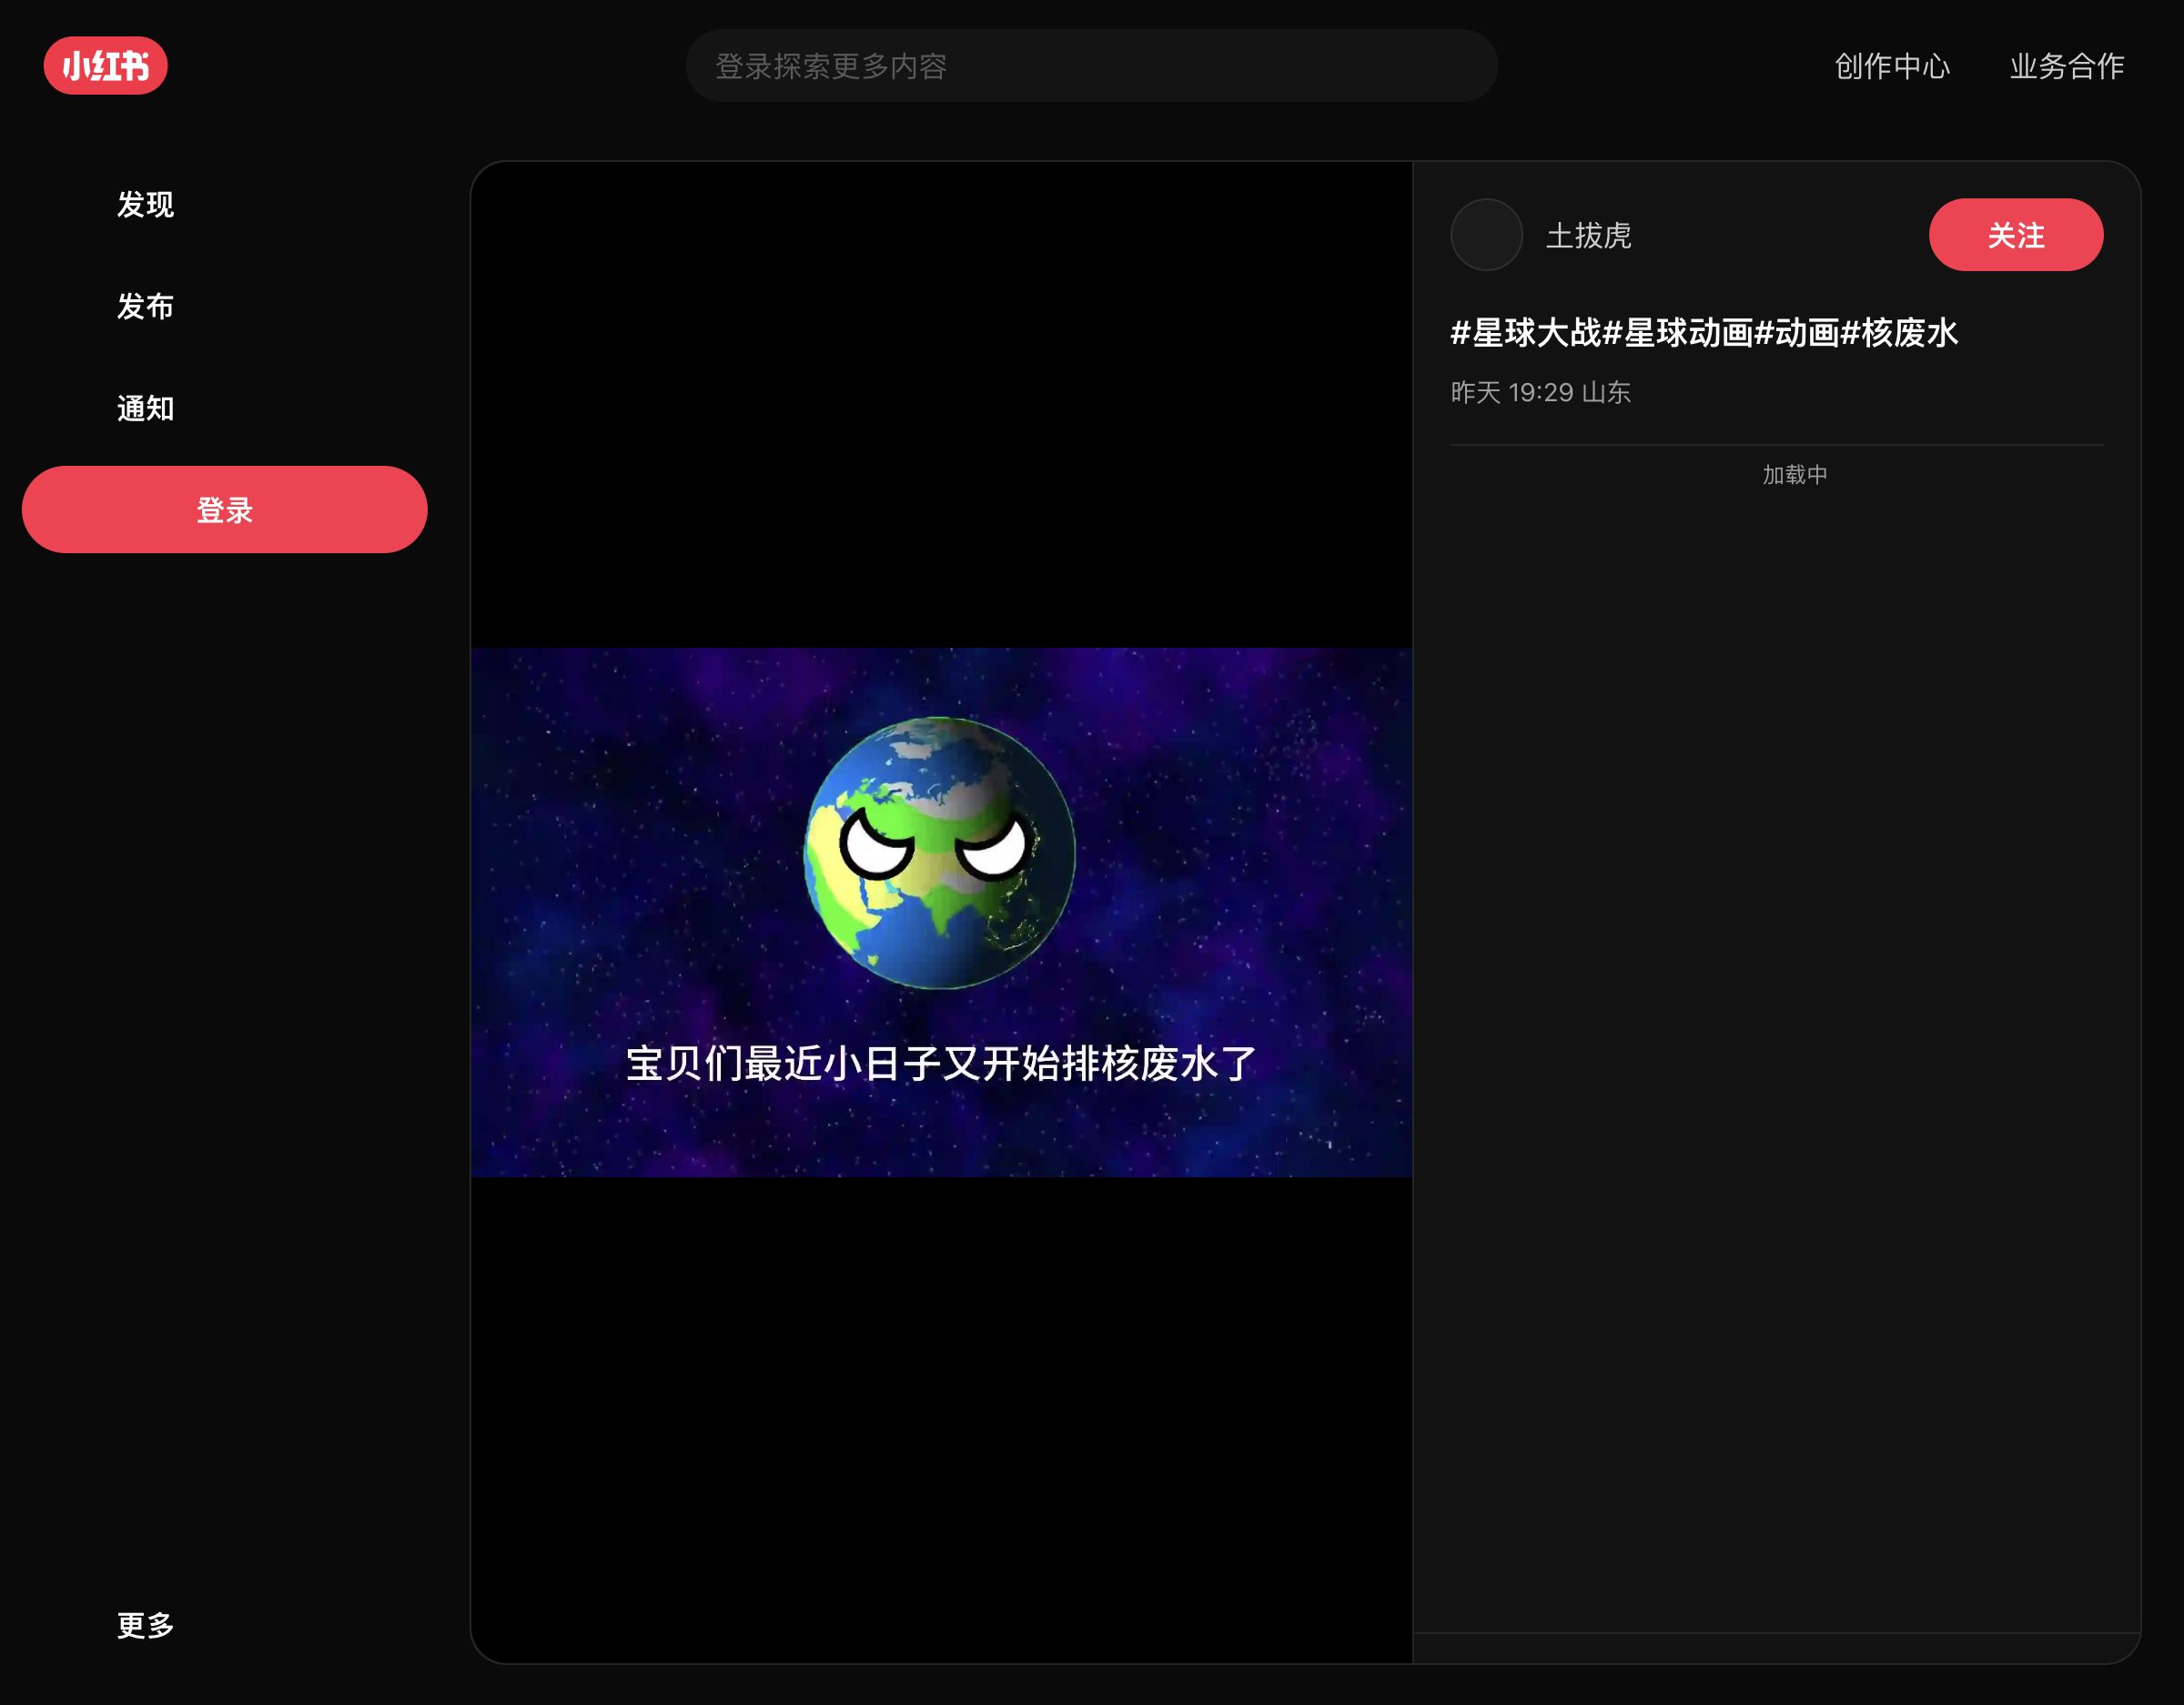 小红书
登录探索更多内容
创作中心
业务合作
发现
发布
通知
登录
更多
宝贝们最近小日子又开始排核废水了
土拔虎
关注
#星球大战#星球动画#动画#核废水
昨天 19:29 山东
加载中